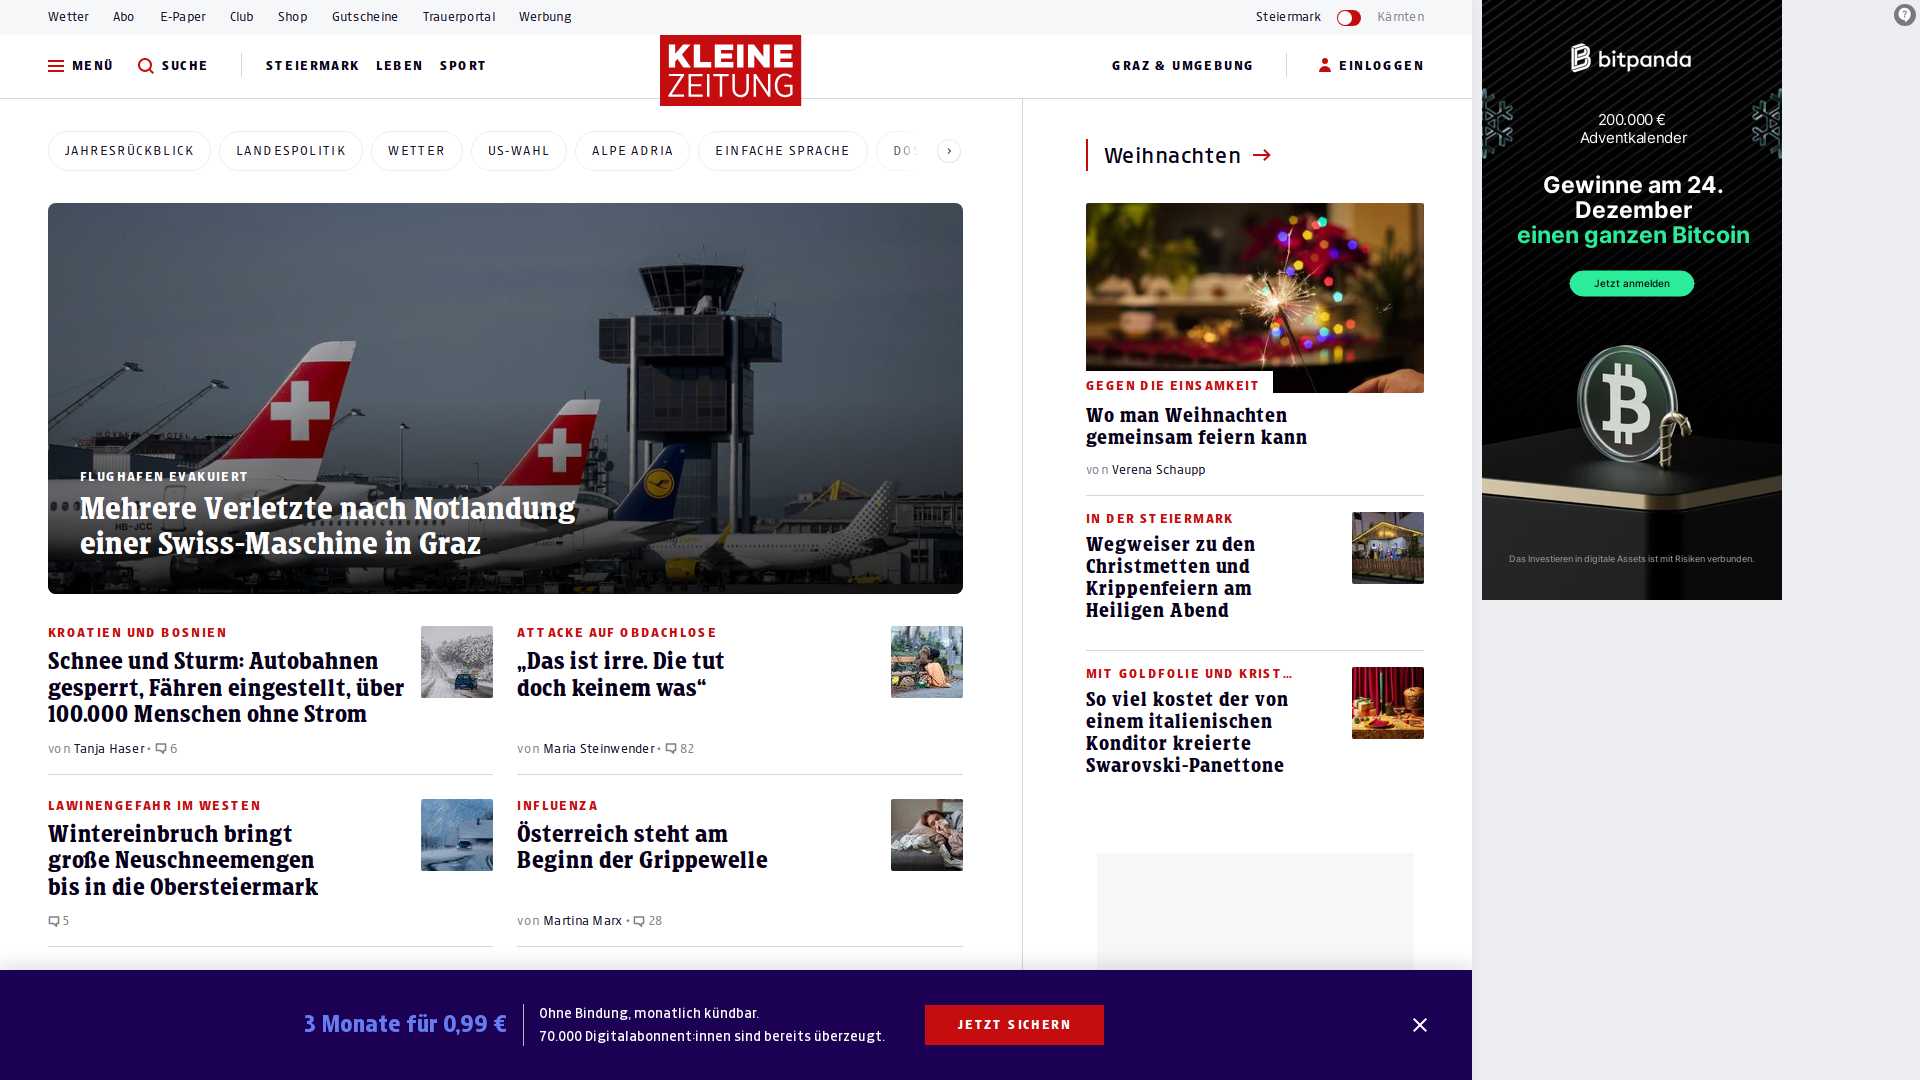 Wetter Abo E-Paper Club Shop Gutscheine Trauerportal Werbung Steiermark Kärnten
MENÜ SUCHE STEIERMARK LEBEN SPORT
KLEINE
ZEITUNG
GRAZ & UMGEBUNG EINLOGGEN
JAHRESRÜCKBLICK LANDESPOLITIK WETTER US-WAHL ALPE ADRIA EINFACHE SPRACHE
FLUGHAFEN EVAKUIERT
Mehrere Verletzte nach Notlandung
einer Swiss-Maschine in Graz
HB-JCC
KROATIEN UND BOSNIEN
Schnee und Sturm: Autobahnen
gesperrt, Fähren eingestellt, über
100.000 Menschen ohne Strom
von Tanja Haser • 6
ATTACKE AUF OBDACHLOSE
„Das ist irre. Die tut
doch keinem was“
von Maria Steinwender • 82
LAWINENGEFAHR IM WESTEN
Wintereinbruch bringt
große Neuschneemengen
bis in die Obersteiermark
5
INFLUENZA
Österreich steht am
Beginn der Grippewelle
von Martina Marx • 28
Weihnachten
GEGEN DIE EINSAMKEIT
Wo man Weihnachten
gemeinsam feiern kann
von Verena Schaupp
IN DER STEIERMARK
Wegweiser zu den
Christmetten und
Krippenfeiern am
Heiligen Abend
MIT GOLDFOLIE UND KRIST…
So viel kostet der von
einem italienischen
Konditor kreierte
Swarovski-Panettone
bitpanda
200.000 €
Adventkalender
Gewinne am 24.
Dezember
einen ganzen Bitcoin
Jetzt anmelden
Das Investieren in digitale Assets ist mit Risiken verbunden.
3 Monate für 0,99 €
Ohne Bindung, monatlich kündbar.
70.000 Digitalabonnent:innen sind bereits überzeugt.
JETZT SICHERN